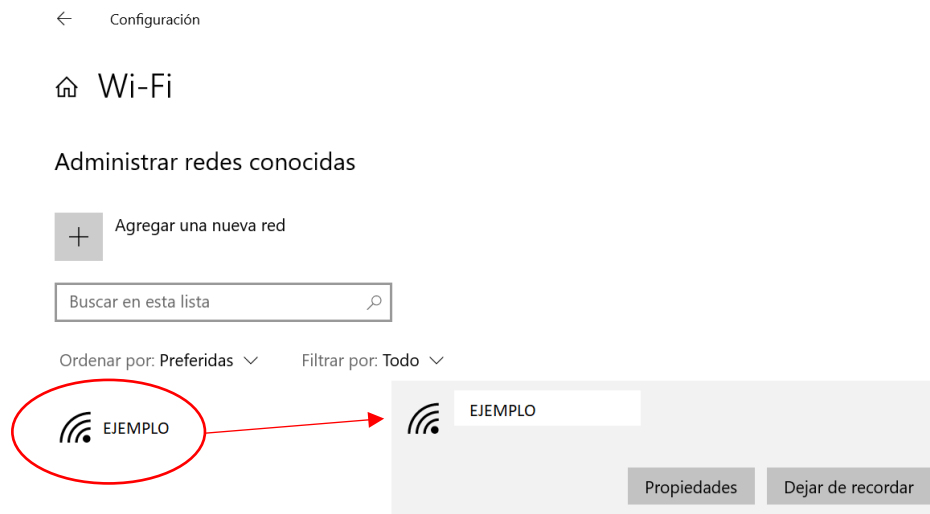 Configuración
Wi-Fi
Administrar redes conocidas
Agregar una nueva red
Buscar en esta lista
Ordenar por: Preferidas Filtrar por: Todo
EJEMPLO
EJEMPLO
Propiedades Dejar de recordar